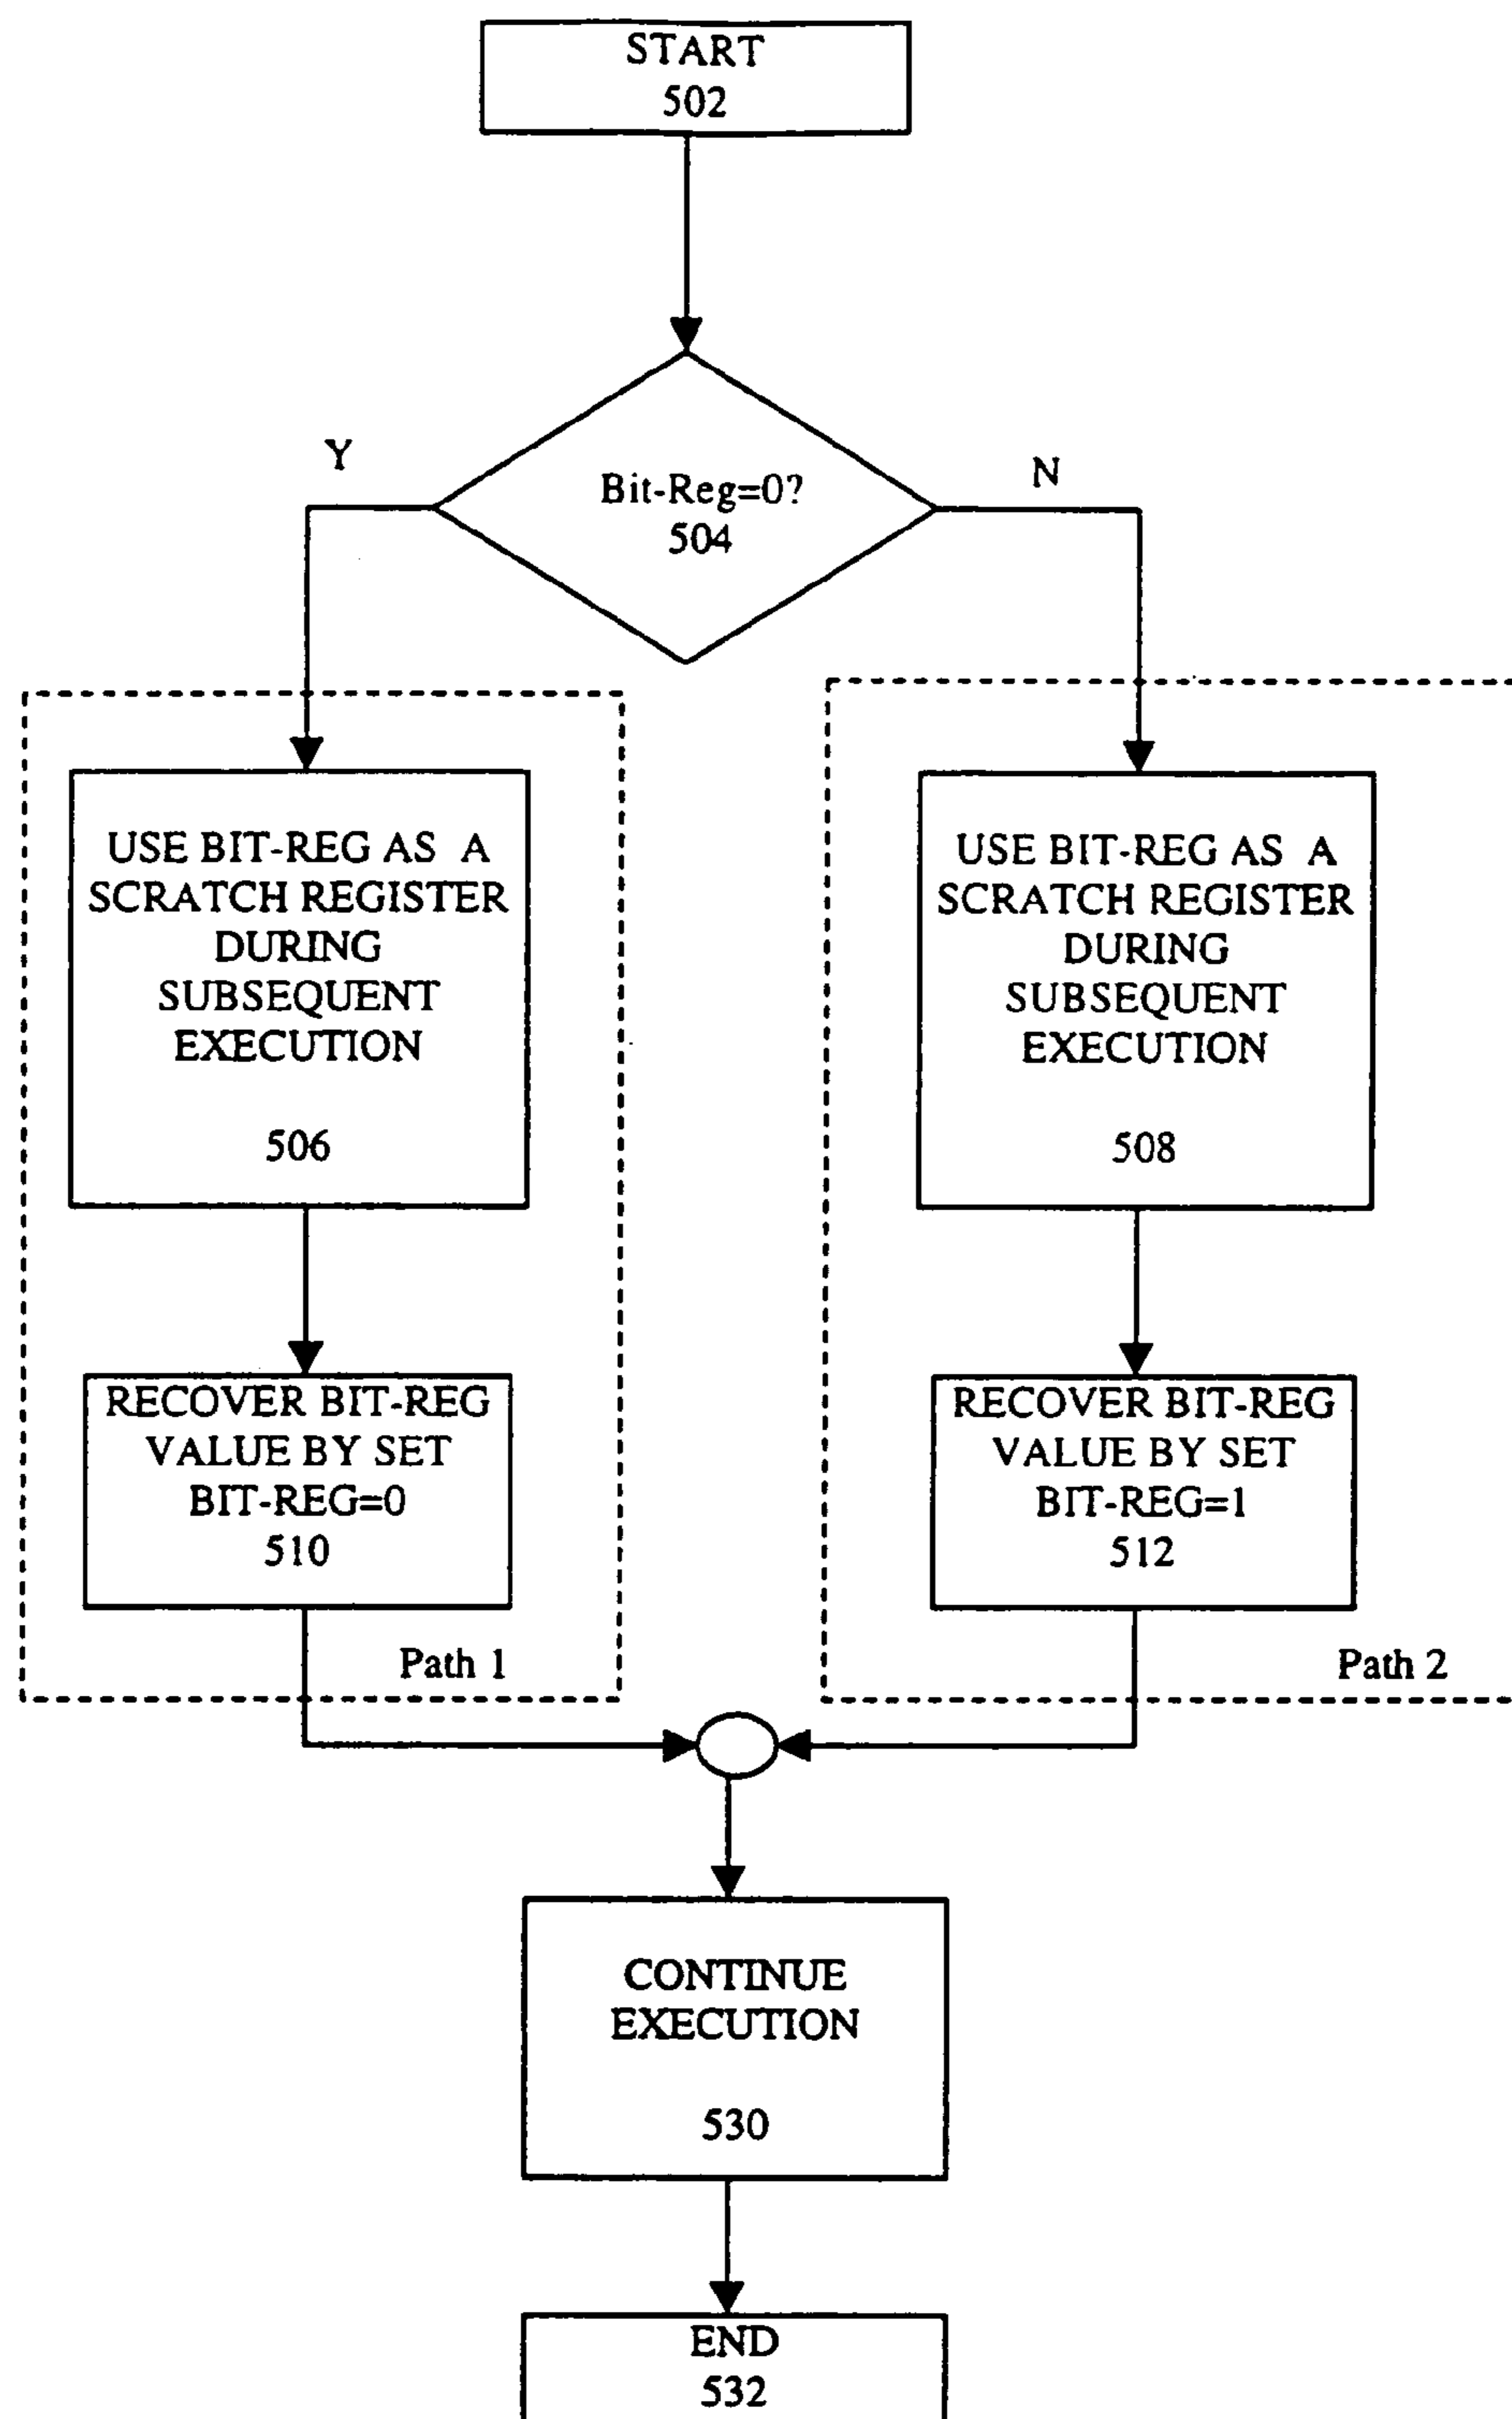 START
502
Y
N
Bit-Reg=0?
504
USE BIT-REG AS A
SCRATCH REGISTER
DURING
SUBSEQUENT
EXECUTION
506
USE BIT-REG AS A
SCRATCH REGISTER
DURING
SUBSEQUENT
EXECUTION
508
RECOVER BIT-REG
VALUE BY SET
BIT-REG=0
510
RECOVER BIT-REG
VALUE BY SET
BIT-REG=1
512
Path 1
Path 2
CONTINUE
EXECUTION
530
END
532